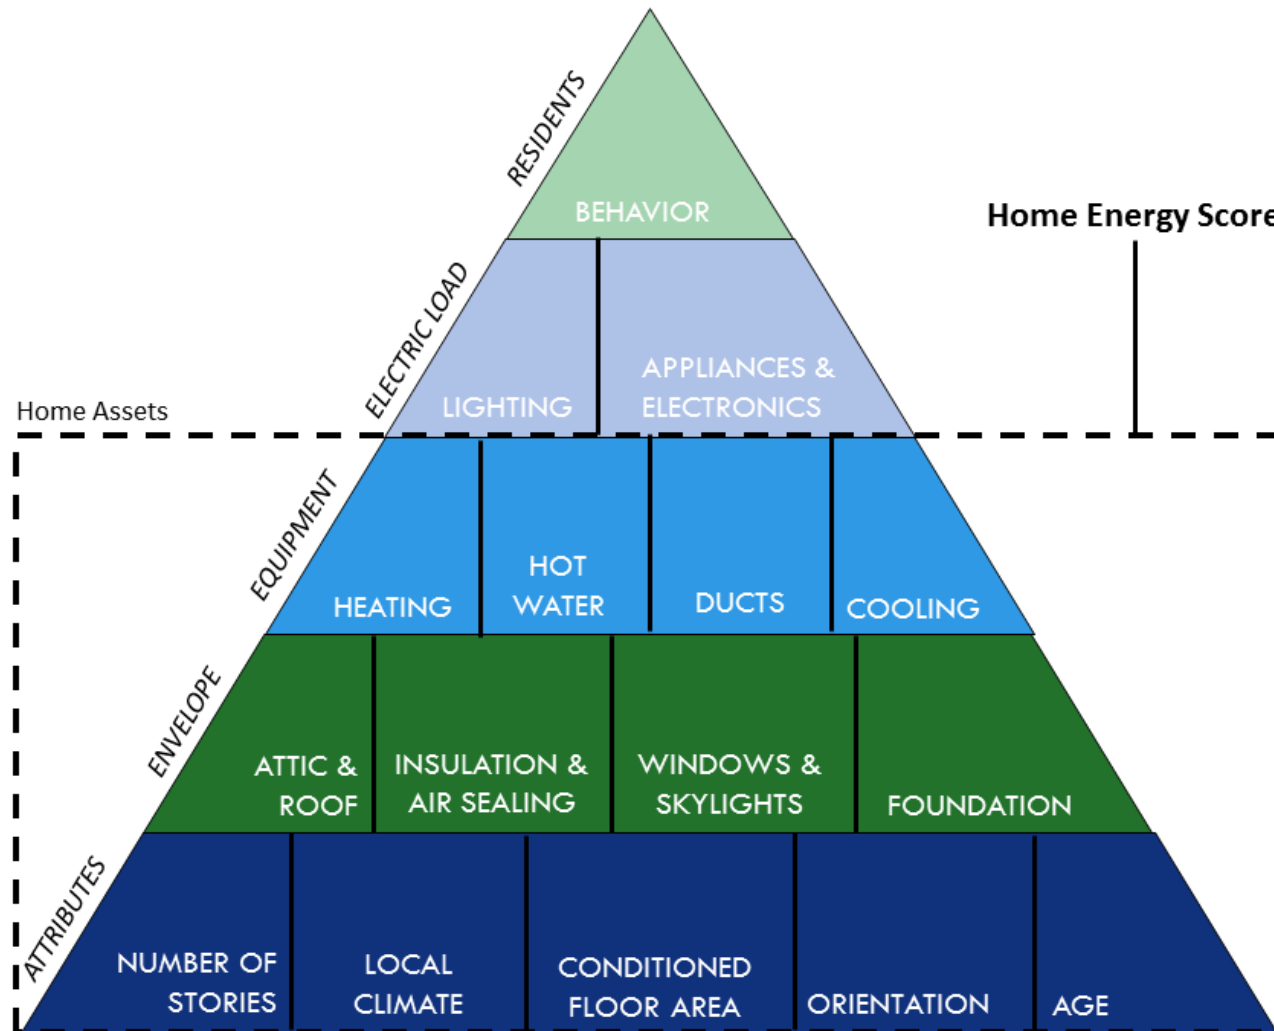 RESIDENTS
BEHAVIOR
Home Energy Score
ELECTRIC LOAD
LIGHTING
APPLIANCES &
ELECTRONICS
Home Assets
EQUIPMENT
HEATING
HOT
WATER
DUCTS
COOLING
ENVELOPE
ATTIC &
ROOF
INSULATION &
AIR SEALING
WINDOWS &
SKYLIGHTS
FOUNDATION
ATTRIBUTES
NUMBER OF
STORIES
LOCAL
CLIMATE
CONDITIONED
FLOOR AREA
ORIENTATION
AGE